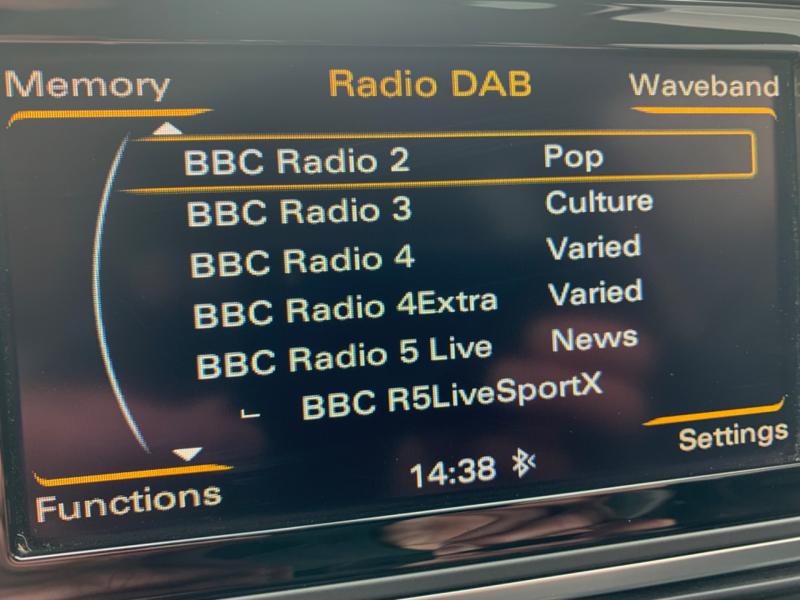 Memory Radio DAB Waveband
BBC Radio 2 Pop
BBC Radio 3 Culture
BBC Radio 4 Varied
BBC Radio 4Extra Varied
BBC Radio 5 Live News
BBC R5LiveSportX
Settings
14:38
Functions